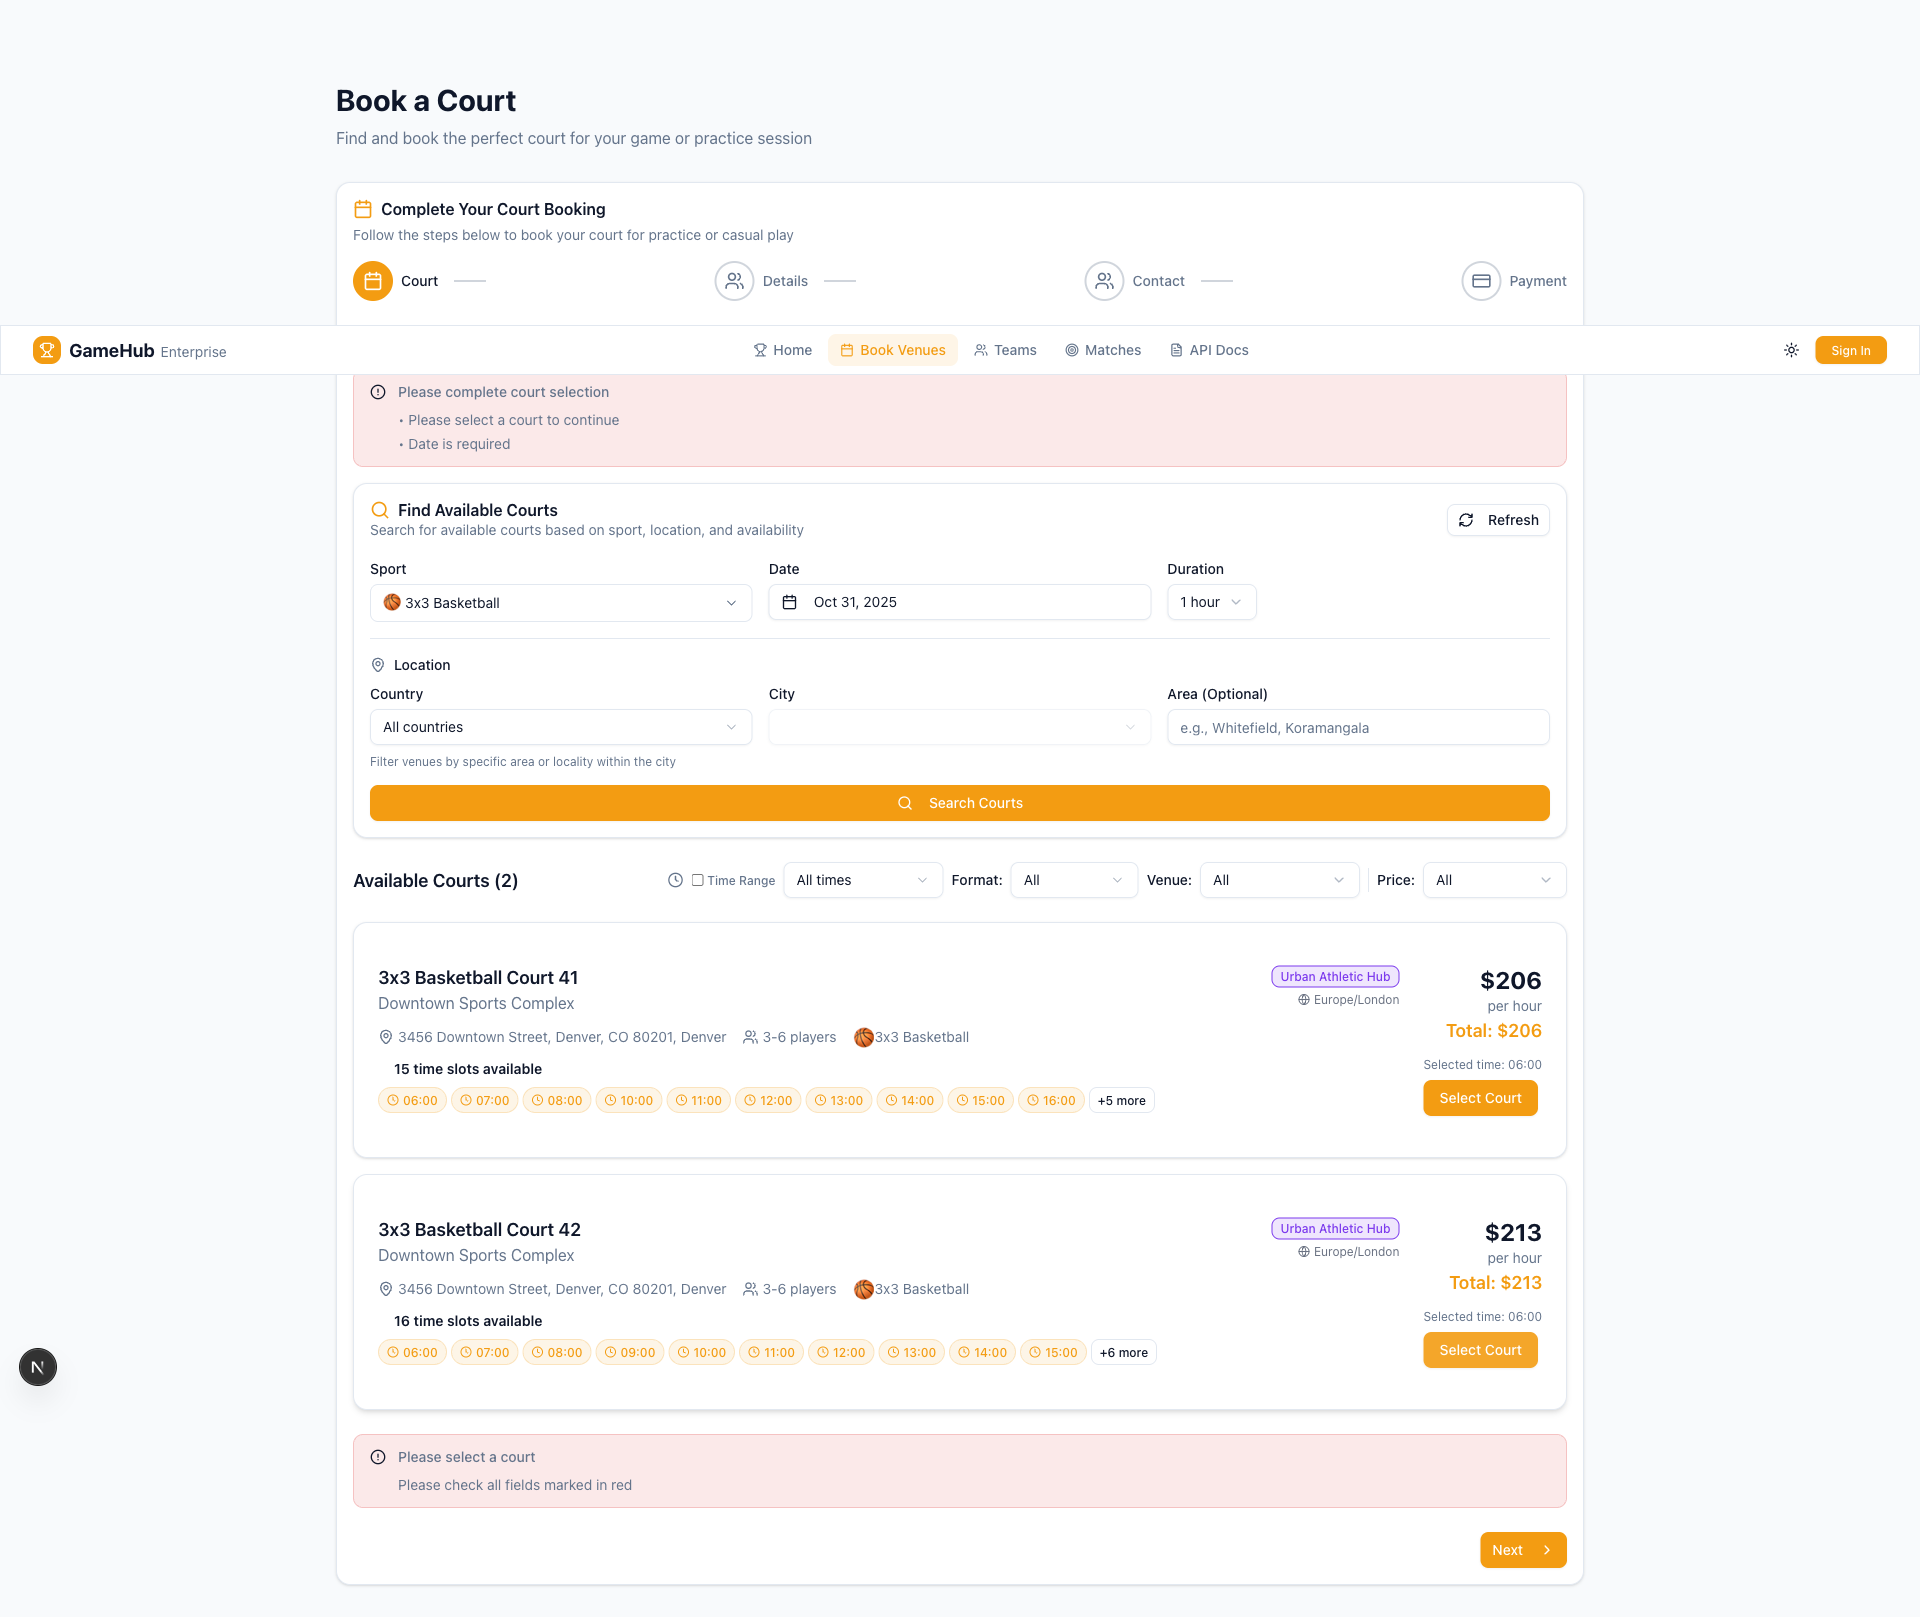 Book a Court
Find and book the perfect court for your game or practice session
Complete Your Court Booking
Follow the steps below to book your court for practice or casual play
Court
Details
Contact
Payment
GameHub Enterprise
Home
Book Venues
Teams
Matches
API Docs
Sign In
Please complete court selection
• Please select a court to continue
• Date is required
Find Available Courts
Search for available courts based on sport, location, and availability
Refresh
Sport
Date
Duration
3x3 Basketball
Oct 31, 2025
1 hour
Location
Country
City
Area (Optional)
All countries
e.g., Whitefield, Koramangala
Filter venues by specific area or locality within the city
Search Courts
Available Courts (2)
Time Range
All times
Format:
All
Venue:
All
Price:
All
3x3 Basketball Court 41
Downtown Sports Complex
3456 Downtown Street, Denver, CO 80201, Denver
3-6 players
3x3 Basketball
15 time slots available
06:00 07:00 08:00 10:00 11:00 12:00 13:00 14:00 15:00 16:00 +5 more
Urban Athletic Hub
Europe/London
$206
per hour
Total: $206
Selected time: 06:00
Select Court
3x3 Basketball Court 42
Downtown Sports Complex
3456 Downtown Street, Denver, CO 80201, Denver
3-6 players
3x3 Basketball
16 time slots available
06:00 07:00 08:00 09:00 10:00 11:00 12:00 13:00 14:00 15:00 +6 more
Urban Athletic Hub
Europe/London
$213
per hour
Total: $213
Selected time: 06:00
Select Court
N
Please select a court
Please check all fields marked in red
Next